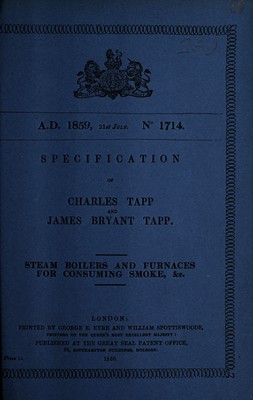 A.D. 1859, 21st JULY. No 1714.
SPECIFICATION
OF
CHARLES TAPP
AND
JAMES BRYANT TAPP.
STEAM BOILERS AND FURNACES
FOR CONSUMING SMOKE, &c.
LONDON:
PRINTED BY GEORGE E. EYRE AND WILLIAM SPOTTISWOODE,
PRINTERS TO THE QUEEN'S MOST EXCELLENT MAJESTY:
PUBLISHED AT THE GREAT SEAL PATENT OFFICE,
25, SOUTHAMPTON BUILDINGS, HOLBORN.